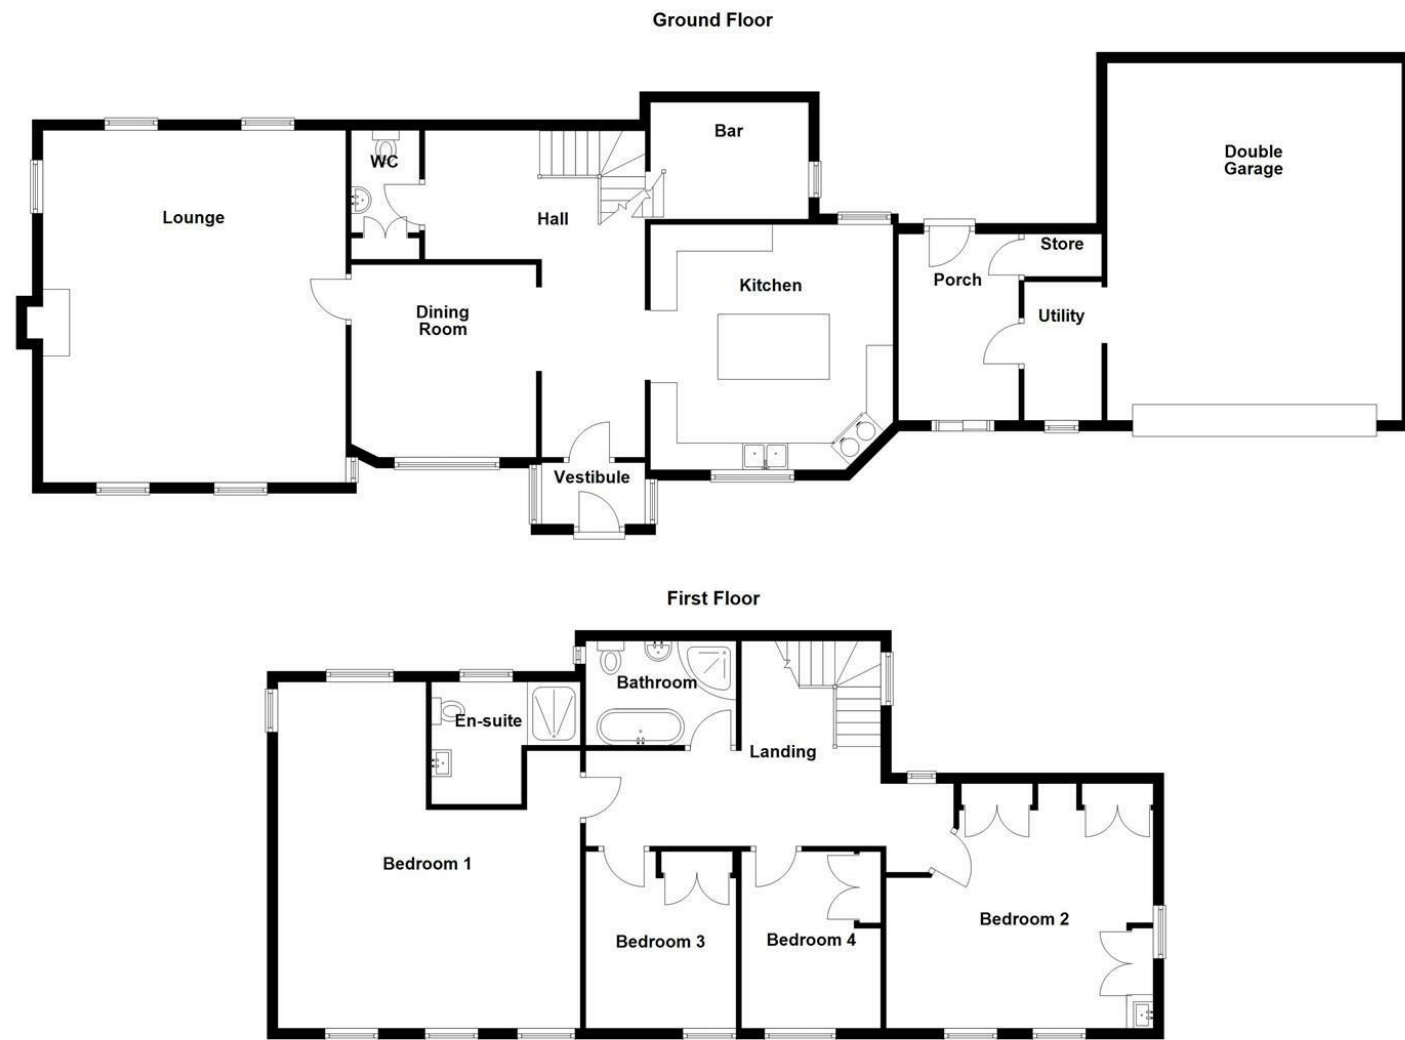 Ground Floor
Bar
WC
Double
Garage
Lounge
Hall
Store
Porch
Kitchen
Dining
Room
Utility
Vestibule
First Floor
Bathroom
En-suite
Landing
Bedroom 1
Bedroom 2
Bedroom 3
Bedroom 4